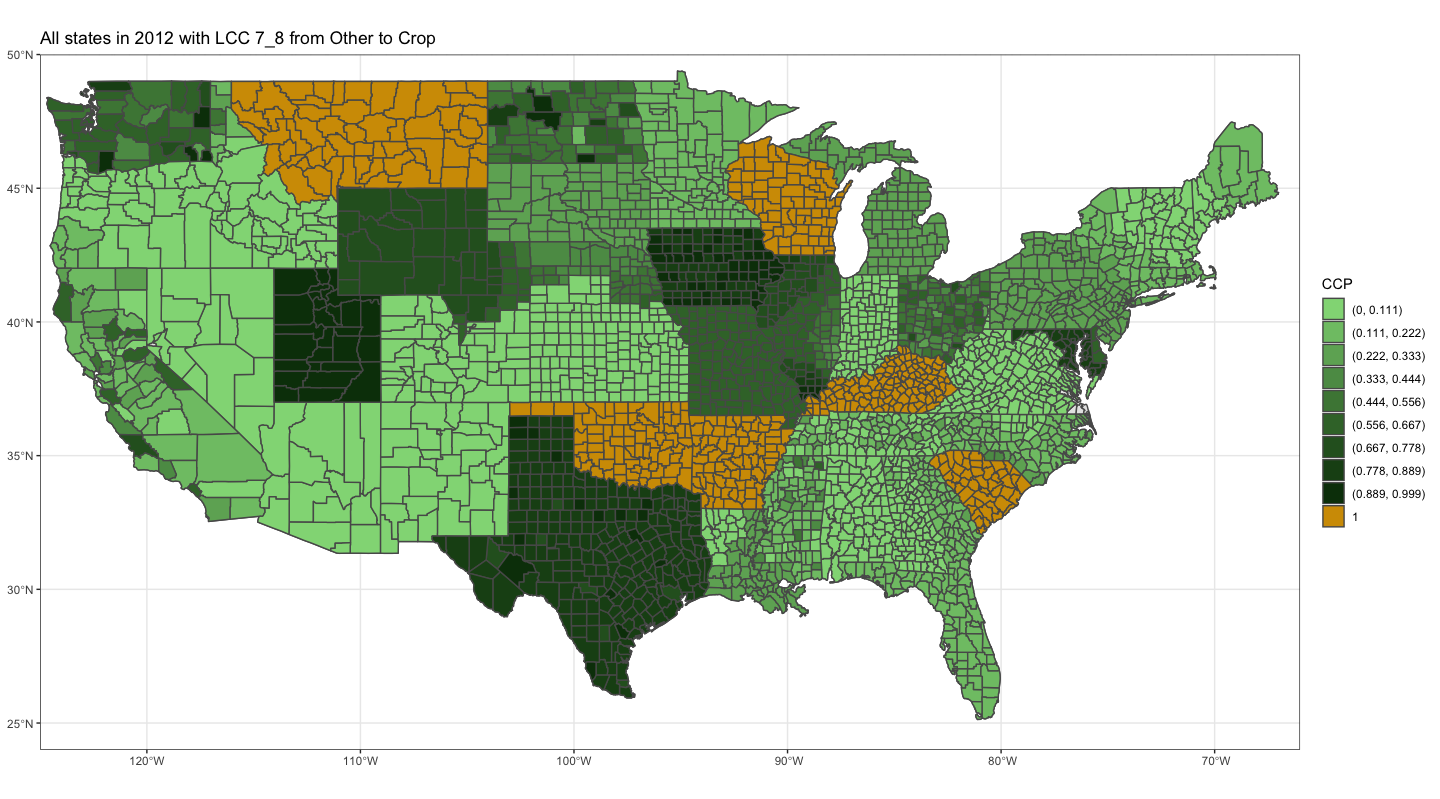 All states in 2012 with LCC 7_8 from Other to Crop
50°N
45°N
40°N
35°N
30°N
25°N
120°W
110°W
100°W
90°W
80°W
70°W
CCP
(0, 0.111)
(0.111, 0.222)
(0.222, 0.333)
(0.333, 0.444)
(0.444, 0.556)
(0.556, 0.667)
(0.667, 0.778)
(0.778, 0.889)
(0.889, 0.999)
1